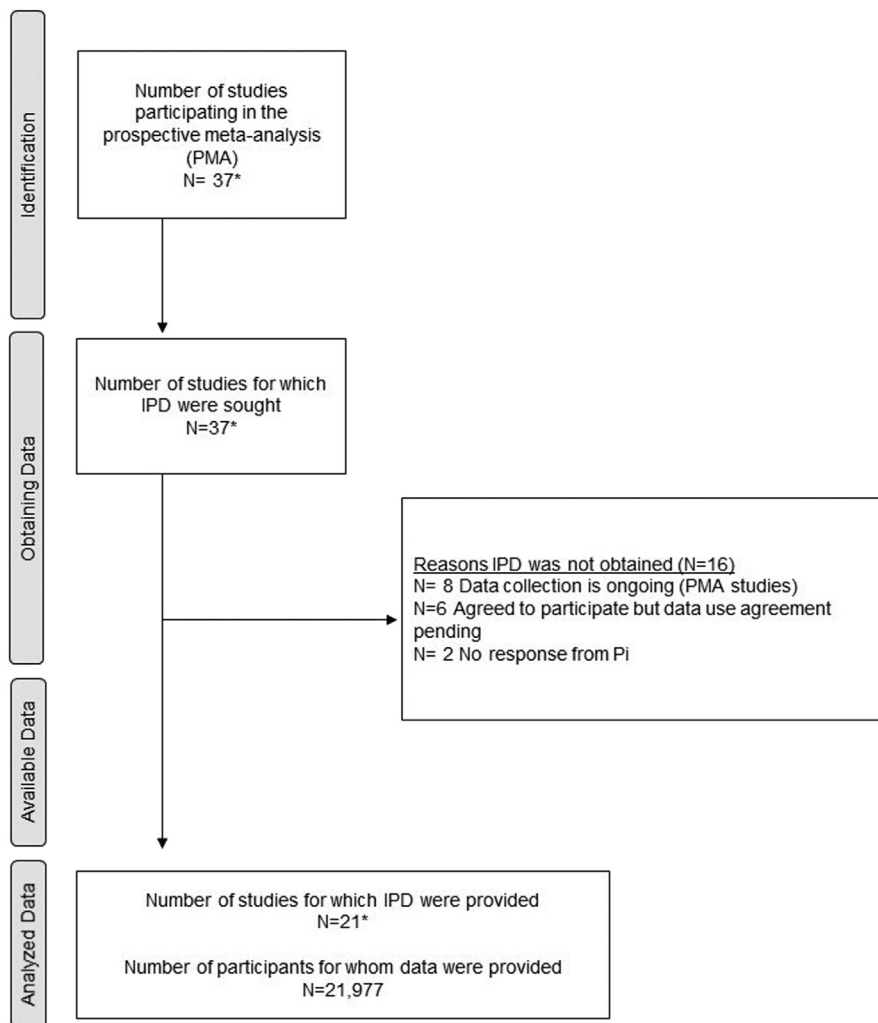 Identification
Number of studies
participating in the
prospective meta-analysis
(PMA)
N= 37*
Obtaining Data
Number of studies for which
IPD were sought
N=37*
Reasons IPD was not obtained (N=16)
N= 8 Data collection is ongoing (PMA studies)
N=6 Agreed to participate but data use agreement
pending
N= 2 No response from Pi
Available Data
Analyzed Data
Number of studies for which IPD were provided
N=21*
Number of participants for whom data were provided
N=21,977